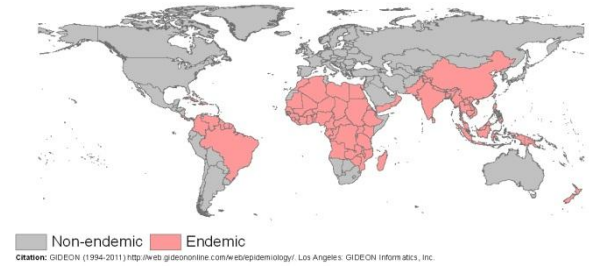 Non-endemic Endemic
Citation: GIDEON (1994-2011) http://web.gideononline.com/web/epidemiology/. Los Angeles: GIDEON Informatics, Inc.